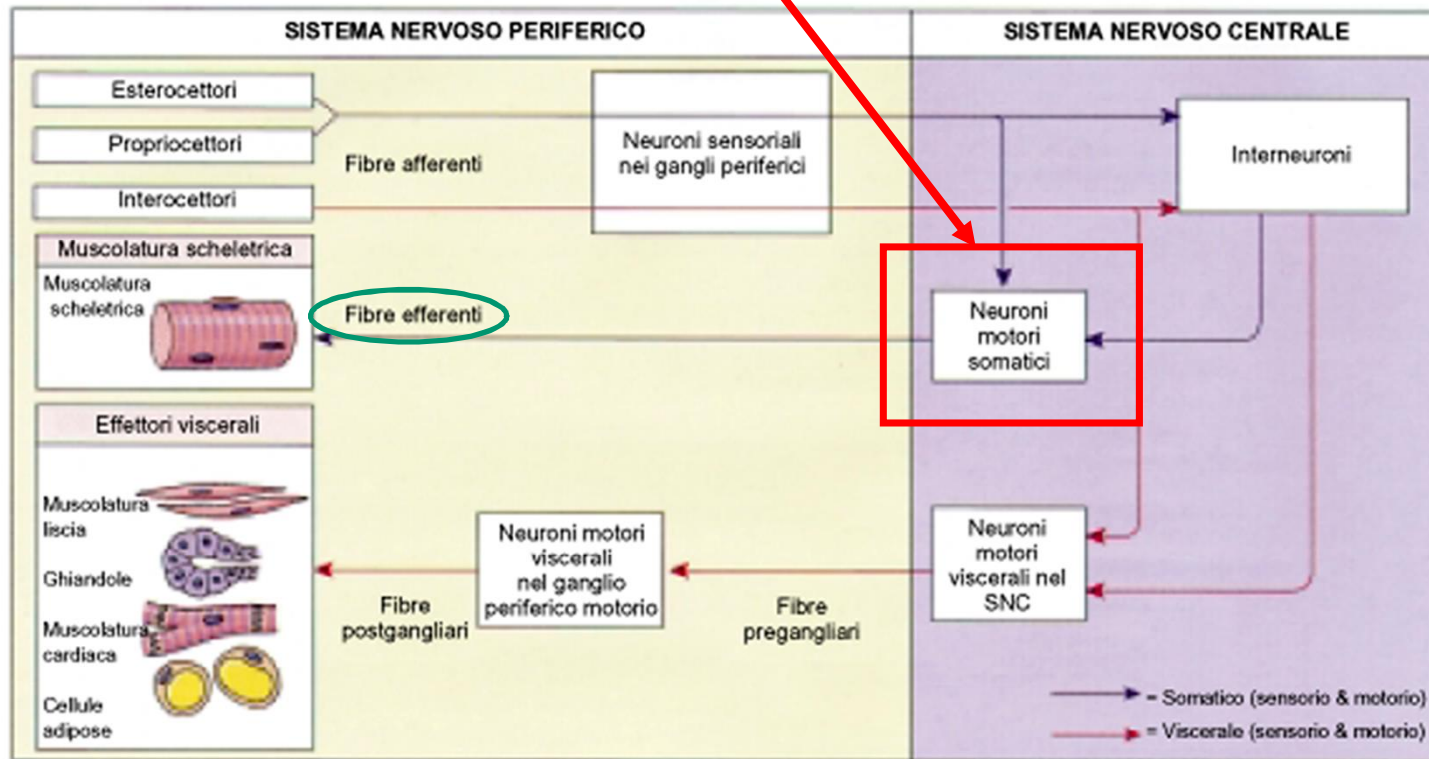 SISTEMA NERVOSO PERIFERICO
SISTEMA NERVOSO CENTRALE
Esterocettori
Propriocettori
Interocettori
Fibre afferenti
Neuroni sensoriali
nei gangli periferici
Interneuroni
Muscolatura scheletrica
Muscolatura
scheletrica
Fibre efferenti
Neuroni
motori
somatici
Effettori viscerali
Muscolatura
liscia
Ghiandole
Muscolatura
cardiaca
Cellule
adipose
Fibre
postgangliari
Neuroni motori
viscerali
nel ganglio
periferico motorio
Fibre
pregangliari
Neuroni
motori
viscerali nel
SNC
= Somatico (sensorio & motorio)
= Viscerale (sensorio & motorio)